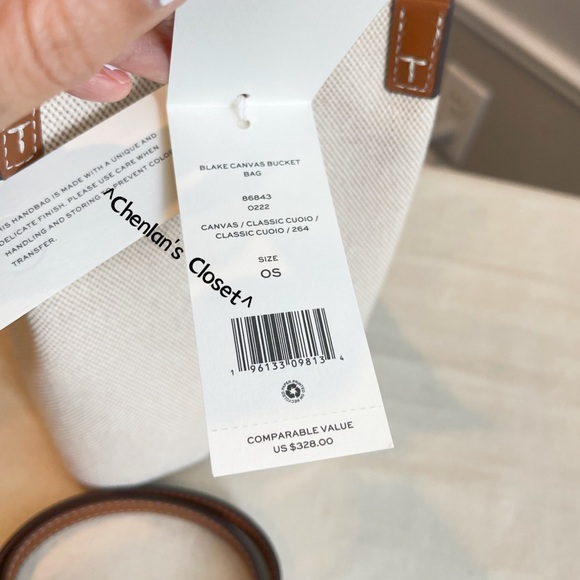 T
T
HIS HANDBAG IS MADE WITH A UNIQUE AND
DELICATE FINISH. PLEASE USE CARE WHEN
HANDLING AND STORING TO PREVENT COLOR
TRANSFER.
^Chenlan's Closet^
BLAKE CANVAS BUCKET
BAG
86843
0222
CANVAS / CLASSIC CUOIO /
CLASSIC CUOIO / 264
SIZE
OS
1 96133 09813 4
COMPARABLE VALUE
US $328.00